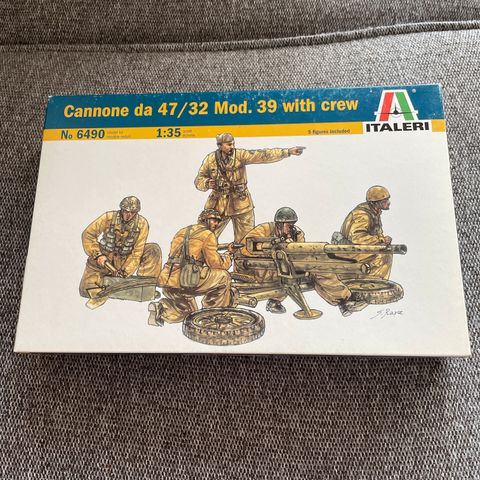 Cannone da 47/32 Mod. 39 with crew
ITALERI
No 6490
1:35
5 figures included